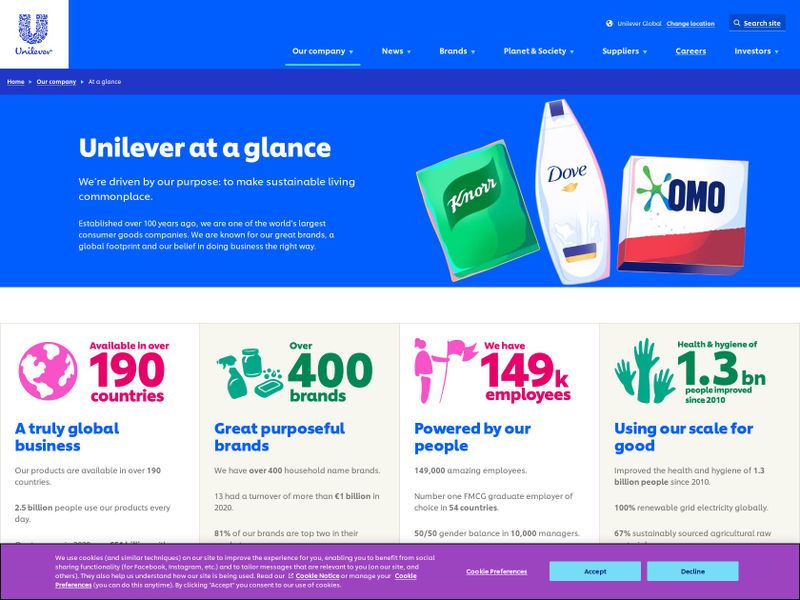 Unilever
Unilever Global Change location
Search site
Our company
News
Brands
Planet & Society
Suppliers
Careers
Investors
Home
Our company
At a glance
Unilever at a glance
We're driven by our purpose: to make sustainable living
commonplace.
Established over 100 years ago, we are one of the world's largest
consumer goods companies. We are known for our great brands, a
global footprint and our belief in doing business the right way.
Knorr
Dove
OMO
Available in over
190
countries
A truly global
business
Our products are available in over 190
countries.
2.5 billion people use our products every
day.
Over
400
brands
Great purposeful
brands
We have over 400 household name brands.
13 had a turnover of more than €1 billion in
2020.
81% of our brands are top two in their
We have
149k
employees
Powered by our
people
149,000 amazing employees.
Number one FMCG graduate employer of
choice in 54 countries.
50/50 gender balance in 10,000 managers.
Health & hygiene of
1.3 bn
people improved
since 2010
Using our scale for
good
Improved the health and hygiene of 1.3
billion people since 2010.
100% renewable grid electricity globally.
67% sustainably sourced agricultural raw
We use cookies (and similar techniques) on our site to improve the experience for you, enabling you to benefit from social
sharing functionality (for Facebook, Instagram, etc.) and to tailor messages that are relevant to you (on our site, and
others). They also help us understand how our site is being used. Read our Cookie Notice or manage your Cookie
Preferences (you can do this anytime). By clicking "Accept" you consent to our use of cookies.
Cookie Preferences
Accept
Decline